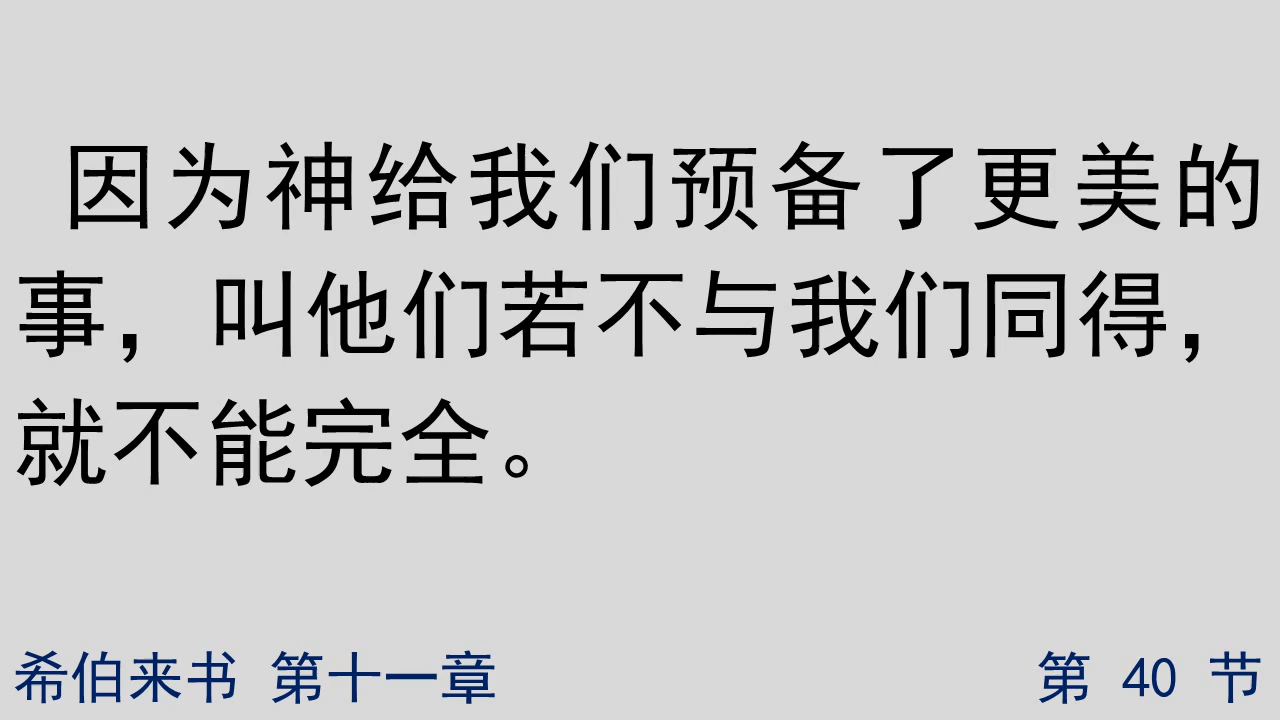 因为神给我们预备了更美的
事，叫他们若不与我们同得，
就不能完全。
希伯来书 第十一章 第 40 节